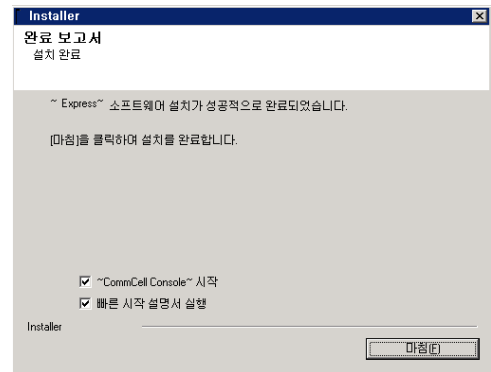 Installer
완료 보고서
설치 완료
~ Express~ 소프트웨어 설치가 성공적으로 완료되었습니다.
[마침]을 클릭하여 설치를 완료합니다.
~CommCell Console~ 시작
빠른 시작 설명서 실행
Installer
마침(F)